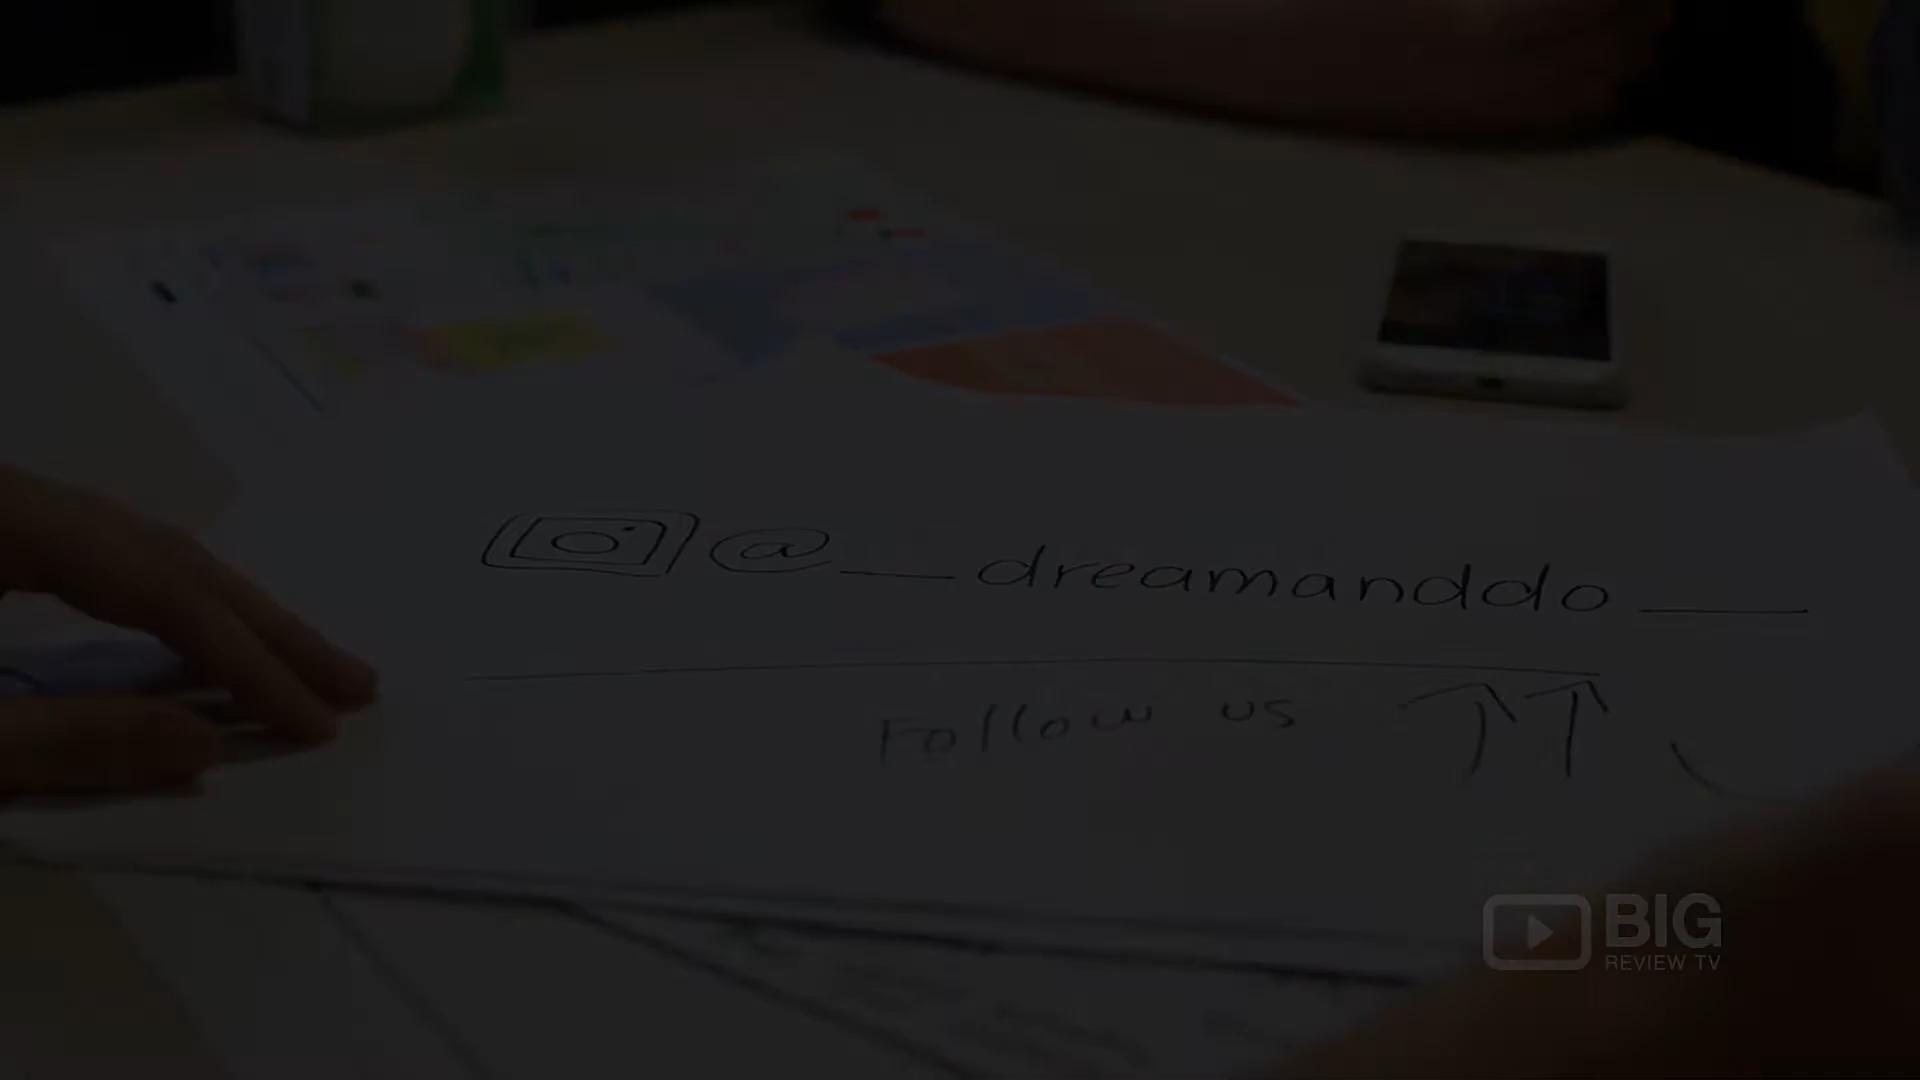 @_dreamanddo_
Follow us ↑↑
BIG
REVIEW TV